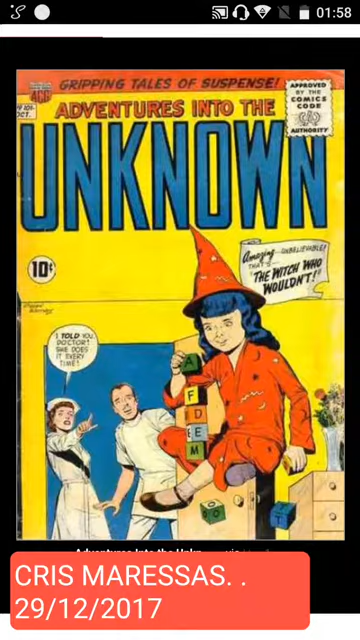 01:58
GRIPPING TALES OF SUSPENSE!
ACG
OCT.
APPROVED
BY THE
COMICS
CODE
AUTHORITY
ADVENTURES INTO THE
UNKNOWN
10¢
Amazing—UNBELIEVABLE!
THAT'S—
"THE WITCH WHO
WOULDN'T!"
I TOLD YOU,
DOCTOR!
SHE DOES
IT EVERY
TIME!
A
F
D
E
M
T
CRIS MARESSAS. .
29/12/2017